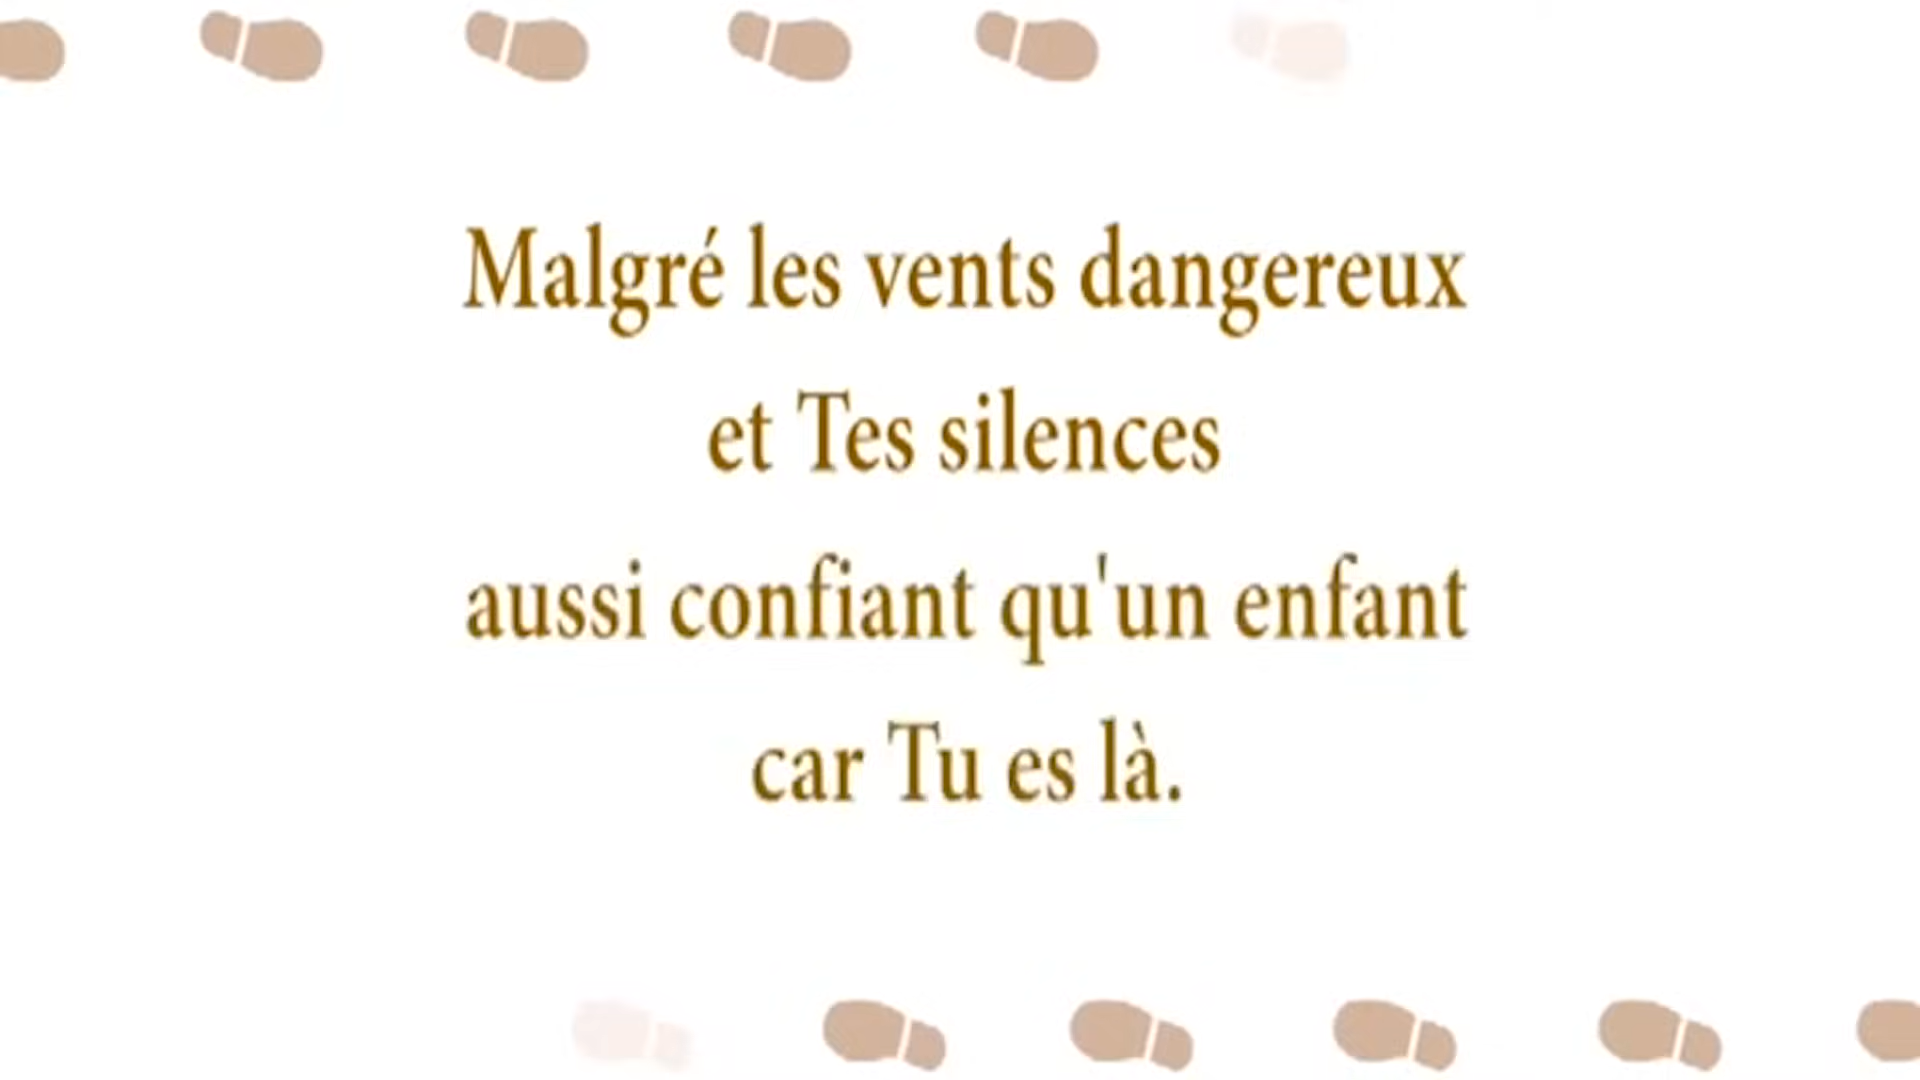 Malgré les vents dangereux
et Tes silences
aussi confiant qu'un enfant
car Tu es là.